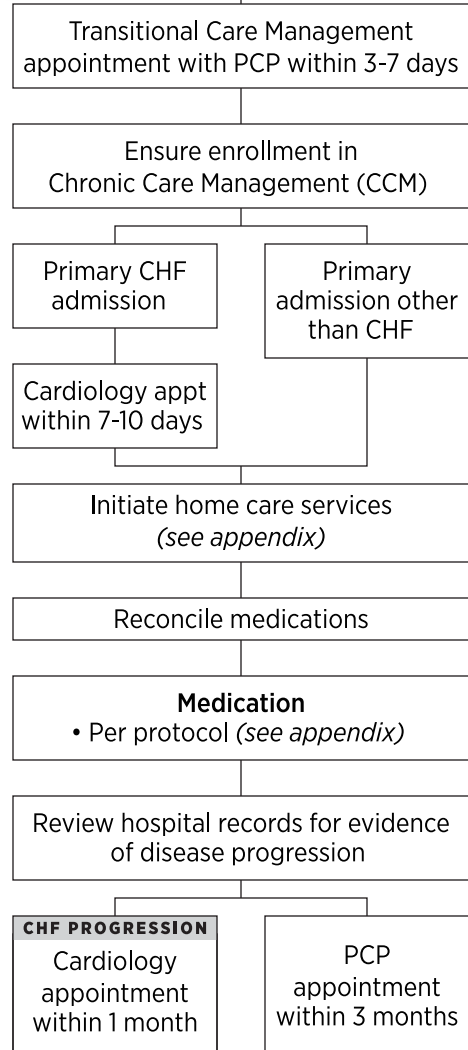 Transitional Care Management
appointment with PCP within 3-7 days
Ensure enrollment in
Chronic Care Management (CCM)
Primary CHF
admission
Primary
admission other
than CHF
Cardiology appt
within 7-10 days
Initiate home care services
(see appendix)
Reconcile medications
Medication
• Per protocol (see appendix)
Review hospital records for evidence
of disease progression
CHF PROGRESSION
Cardiology
appointment
within 1 month
PCP
appointment
within 3 months